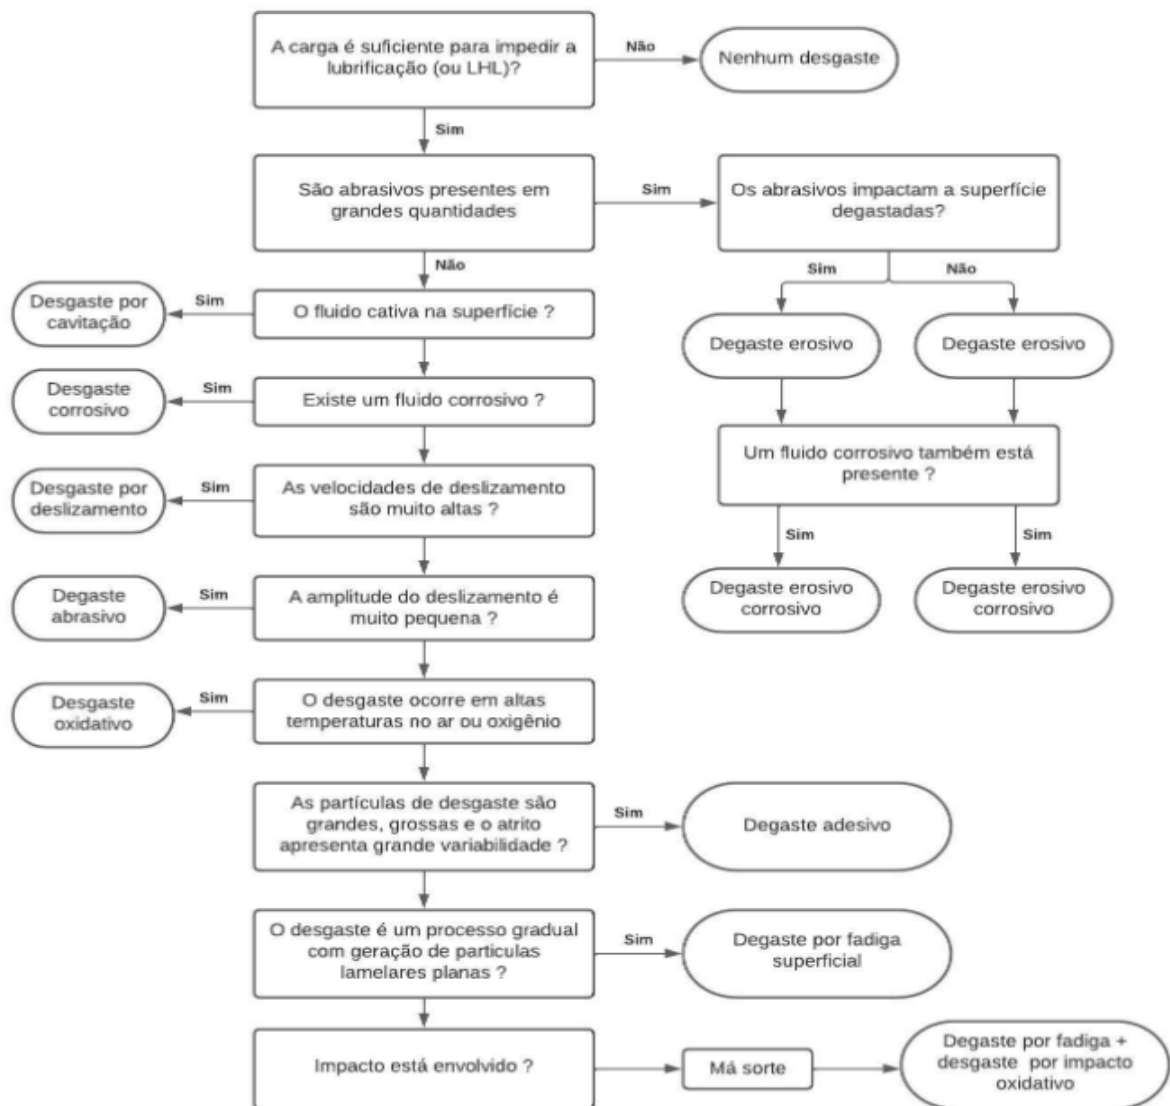 A carga é suficiente para impedir a
lubrificação (ou LHL)?
Não
Nenhum desgaste
Sim
São abrasivos presentes em
grandes quantidades
Sim
Os abrasivos impactam a superfície
degastadas?
Não
Sim
Não
Desgaste por
cavitação
Sim
O fluido cativa na superfície ?
Degaste erosivo
Degaste erosivo
Desgaste
corrosivo
Sim
Existe um fluido corrosivo ?
Um fluido corrosivo também está
presente ?
Desgaste por
deslizamento
Sim
As velocidades de deslizamento
são muito altas ?
Sim
Sim
Degaste
abrasivo
Sim
A amplitude do deslizamento é
muito pequena ?
Degaste erosivo
corrosivo
Degaste erosivo
corrosivo
Desgaste
oxidativo
Sim
O desgaste ocorre em altas
temperaturas no ar ou oxigênio
As partículas de desgaste são
grandes, grossas e o atrito
apresenta grande variabilidade ?
Sim
Degaste adesivo
O desgaste é um processo gradual
com geração de particulas
lamelares planas ?
Sim
Degaste por fadiga
superficial
Impacto está envolvido ?
Má sorte
Degaste por fadiga +
desgaste por impacto
oxidativo